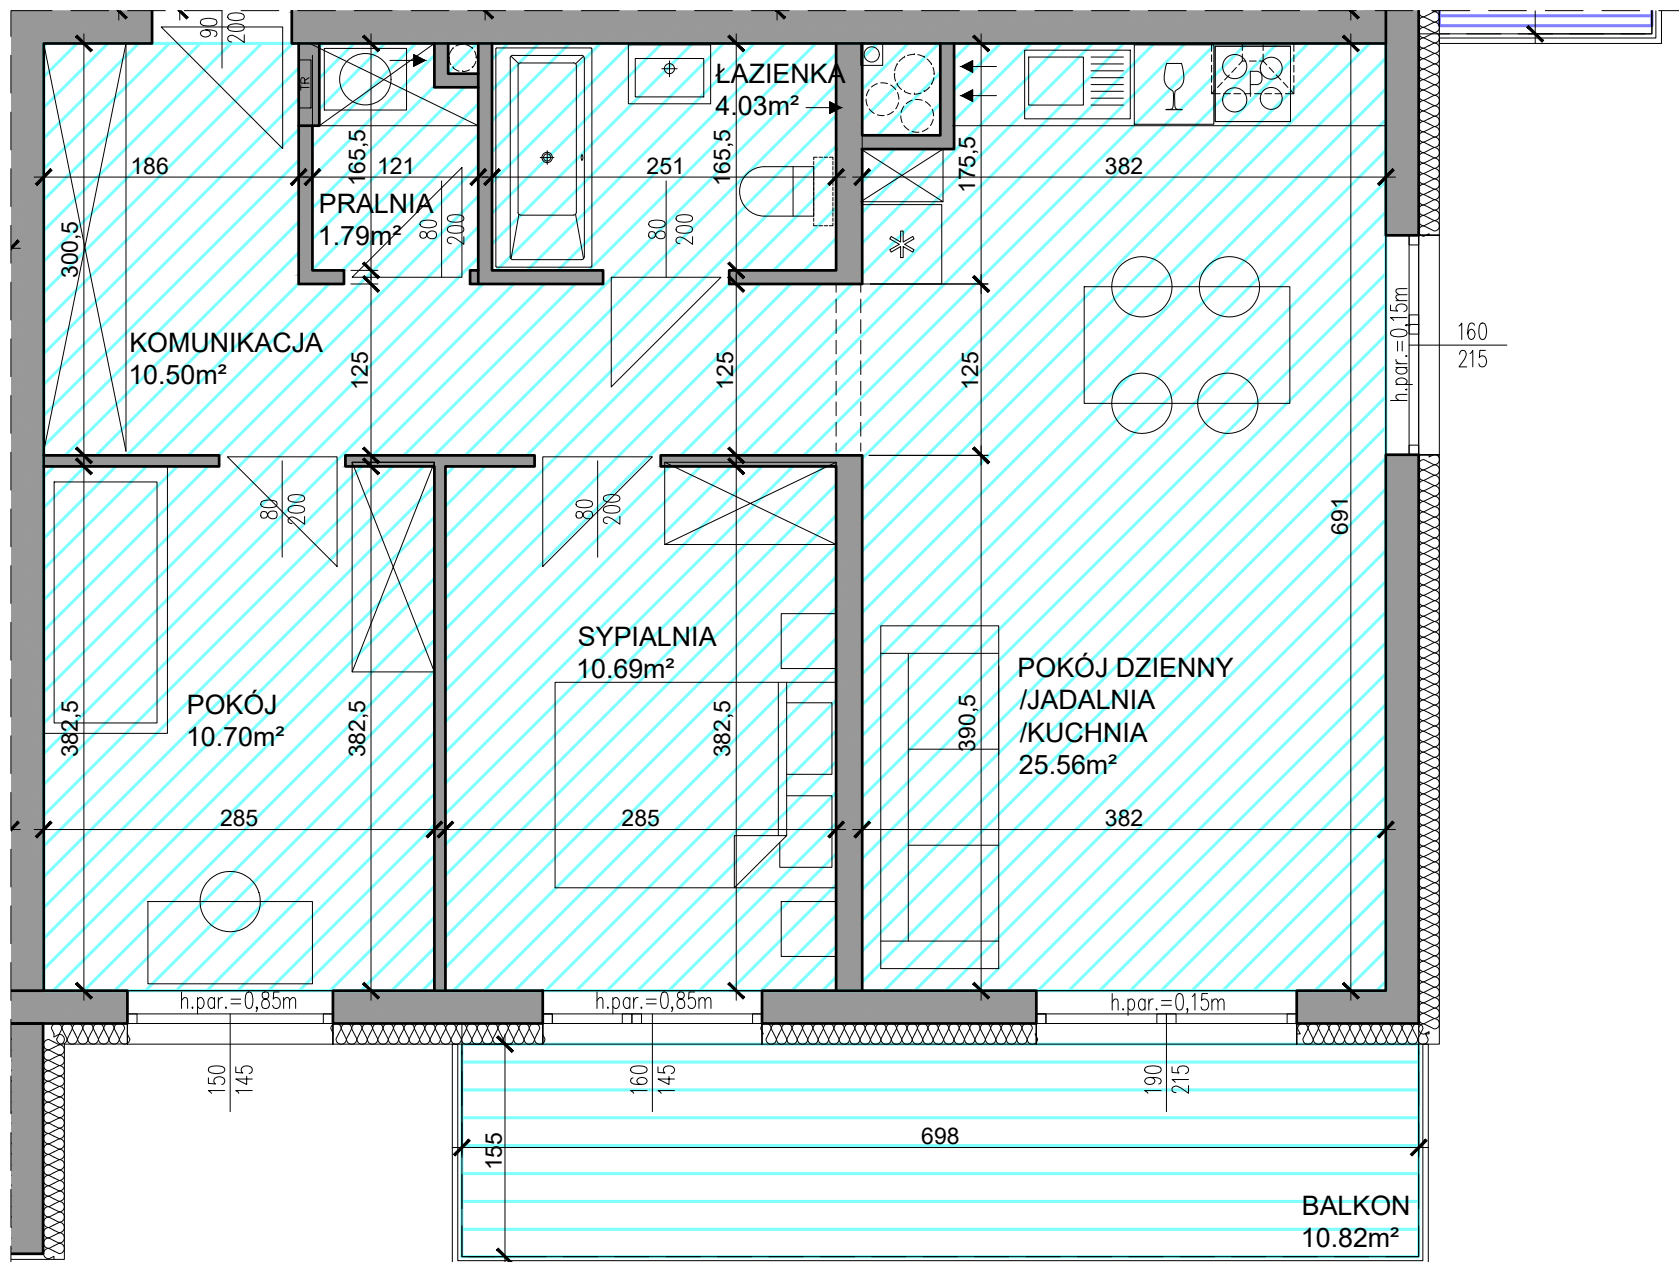 90
200
TR
ŁAZIENKA
4.03m²
P
186
165,5
121
251
165,5
175,5
382
PRALNIA
1.79m²
80
200
80
200
300,5
KOMUNIKACJA
10.50m²
125
125
125
h.par.=0,15m
160
215
80
200
80
200
691
SYPIALNIA
10.69m²
POKÓJ DZIENNY
/JADALNIA
/KUCHNIA
25.56m²
POKÓJ
10.70m²
382,5
382,5
382,5
390,5
285
285
382
h.par.=0,85m
h.par.=0,85m
h.par.=0,15m
150
145
160
145
190
215
155
698
BALKON
10.82m²